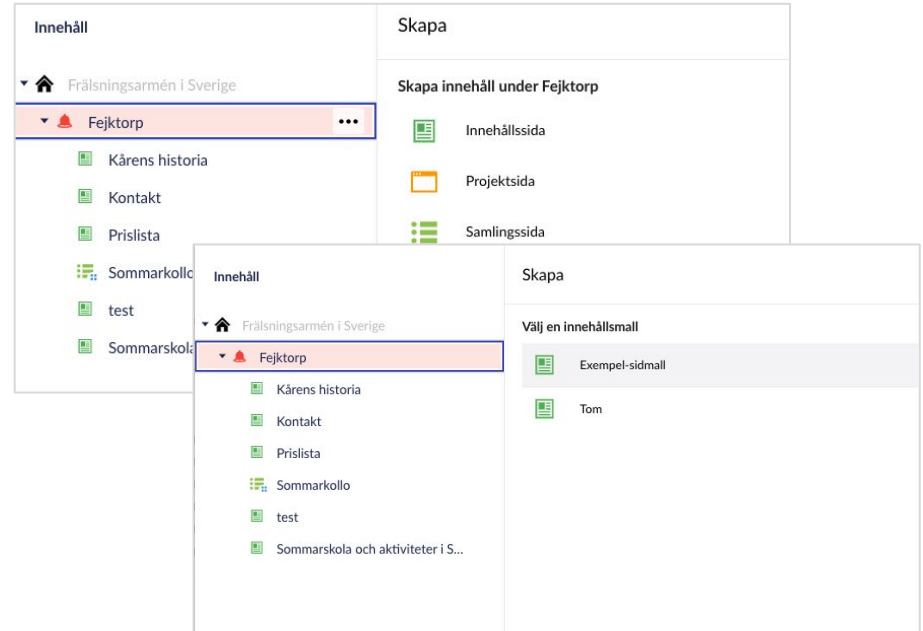 Innehåll
Frälsningsarmén i Sverige
Fejktorp
Kårens historia
Kontakt
Prislista
Sommarkollo
test
Sommarskola
Skapa
Skapa innehåll under Fejktorp
Innehållssida
Projektsida
Samlingssida
Innehåll
Frälsningsarmén i Sverige
Fejktorp
Kårens historia
Kontakt
Prislista
Sommarkollo
test
Sommarskola och aktiviteter i S...
Skapa
Välj en innehållsmall
Exempel-sidmall
Tom